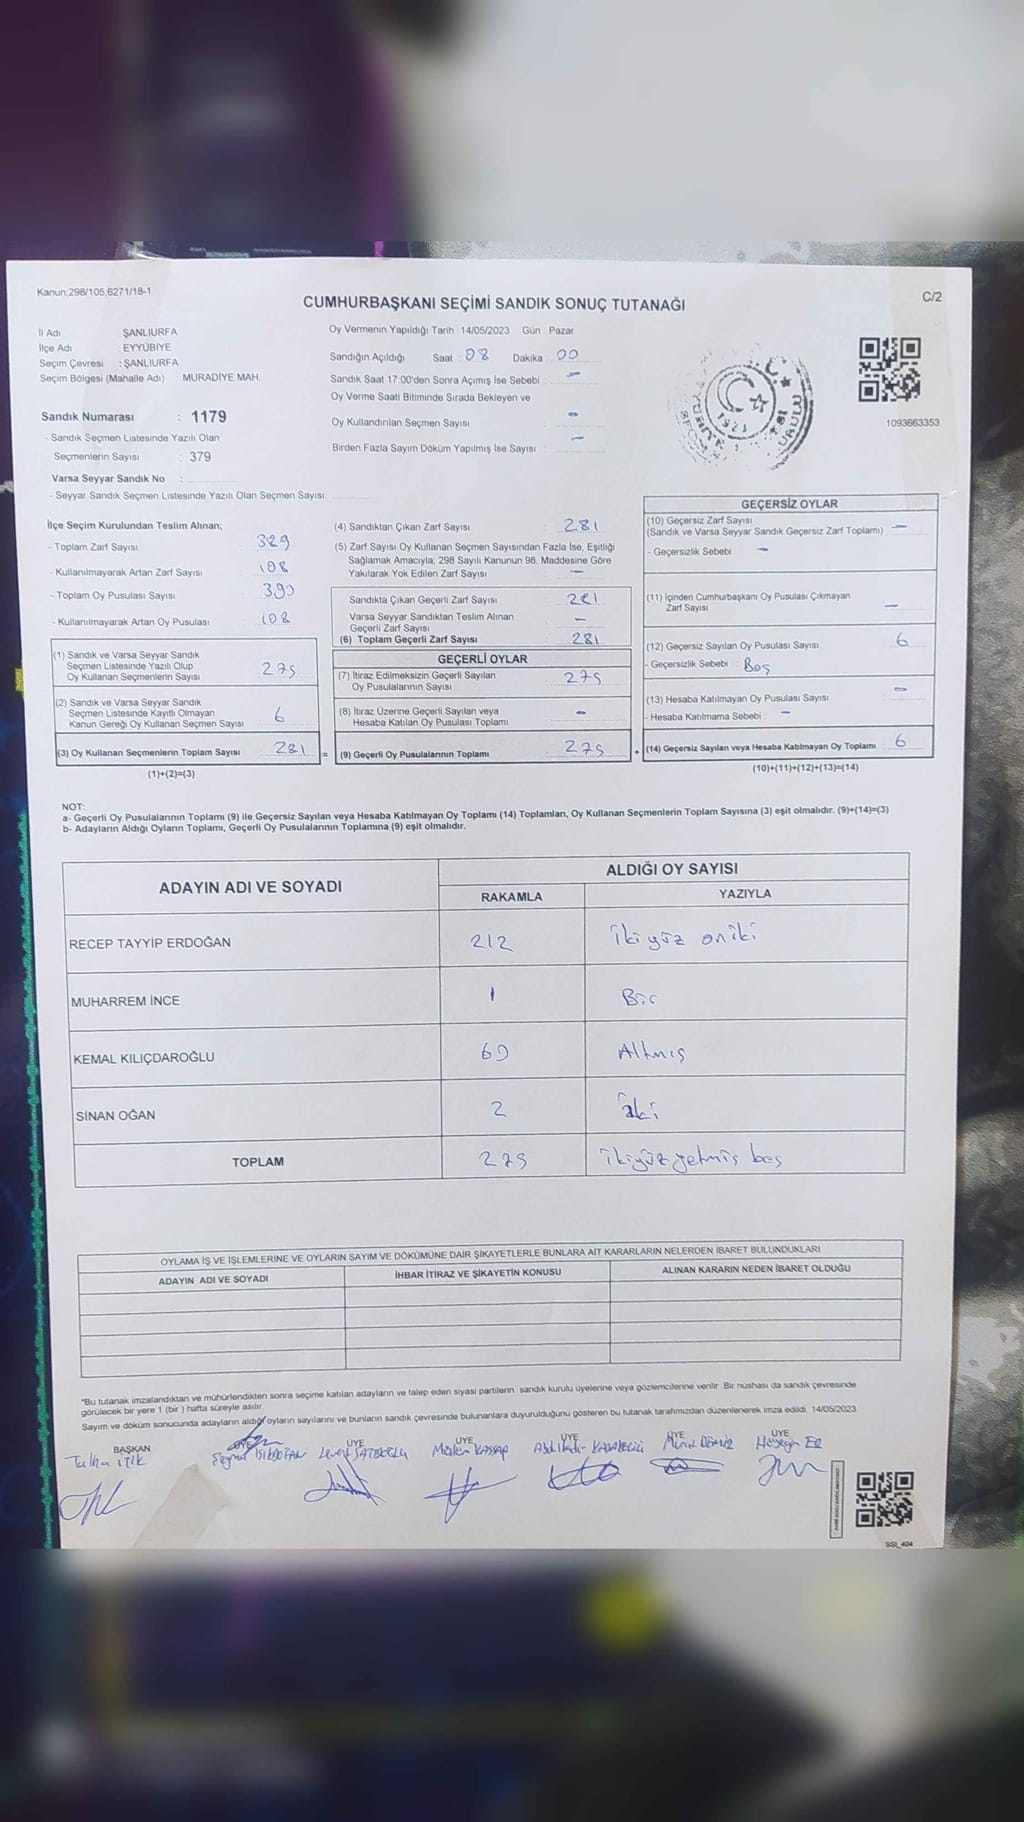 Kanun;298/105;6271/18-1
C/2
CUMHURBAŞKANI SEÇİMİ SANDIK SONUÇ TUTANAĞI
İl Adı : ŞANLIURFA
İlçe Adı : EYYÜBİYE
Seçim Çevresi : ŞANLIURFA
Seçim Bölgesi (Mahalle Adı) MURADİYE MAH.
Sandık Numarası : 1179
- Sandık Seçmen Listesinde Yazılı Olan
Seçmenlerin Sayısı : 379
Varsa Seyyar Sandık No :
- Seyyar Sandık Seçmen Listesinde Yazılı Olan Seçmen Sayısı
Oy Vermenin Yapıldığı Tarih : 14/05/2023 Gün : Pazar
Sandığın Açıldığı Saat : 08 Dakika : 00
Sandık Saat 17:00'den Sonra Açımış İse Sebebi : -
Oy Verme Saati Bitiminde Sırada Bekleyen ve
Oy Kullandırılan Seçmen Sayısı -
Birden Fazla Sayım Döküm Yapılmış İse Sayısı : -
1093663353
İlçe Seçim Kurulundan Teslim Alınan;
- Toplam Zarf Sayısı 389
- Kullanılmayarak Artan Zarf Sayısı 108
- Toplam Oy Pusulası Sayısı 390
- Kullanılmayarak Artan Oy Pusulası 108
(1) Sandık ve Varsa Seyyar Sandık
Seçmen Listesinde Yazılı Olup
Oy Kullanan Seçmenlerin Sayısı 275
(2) Sandık ve Varsa Seyyar Sandık
Seçmen Listesinde Kayıtlı Olmayan
Kanun Gereği Oy Kullanan Seçmen Sayısı 6
(3) Oy Kullanan Seçmenlerin Toplam Sayısı 281 =
(1)+(2)=(3)
(4) Sandıktan Çıkan Zarf Sayısı 281
(5) Zarf Sayısı Oy Kullanan Seçmen Sayısından Fazla İse, Eşitliği
Sağlamak Amacıyla, 298 Sayılı Kanunun 98. Maddesine Göre
Yakılarak Yok Edilen Zarf Sayısı -
Sandıkta Çıkan Geçerli Zarf Sayısı 281
Varsa Seyyar Sandıktan Teslim Alınan
Geçerli Zarf Sayısı -
(6) Toplam Geçerli Zarf Sayısı 281
GEÇERLİ OYLAR
(7) İtiraz Edilmeksizin Geçerli Sayılan
Oy Pusulalarının Sayısı 275
(8) İtiraz Üzerine Geçerli Sayılan veya
Hesaba Katılan Oy Pusulası Toplamı -
(9) Geçerli Oy Pusulalarının Toplamı 275 +
GEÇERSİZ OYLAR
(10) Geçersiz Zarf Sayısı
(Sandık ve Varsa Seyyar Sandık Geçersiz Zarf Toplamı) -
- Geçersizlik Sebebi -
(11) İçinden Cumhurbaşkanı Oy Pusulası Çıkmayan
Zarf Sayısı -
(12) Geçersiz Sayılan Oy Pusulası Sayısı 6
- Geçersizlik Sebebi : Boş
(13) Hesaba Katılmayan Oy Pusulası Sayısı -
- Hesaba Katılmama Sebebi : -
(14) Geçersiz Sayılan veya Hesaba Katılmayan Oy Toplamı 6
(10)+(11)+(12)+(13)=(14)
NOT:
a- Geçerli Oy Pusulalarının Toplamı (9) ile Geçersiz Sayılan veya Hesaba Katılmayan Oy Toplamı (14) Toplamları, Oy Kullanan Seçmenlerin Toplam Sayısına (3) eşit olmalıdır. (9)+(14)=(3)
b- Adayların Aldığı Oyların Toplamı, Geçerli Oy Pusulalarının Toplamına (9) eşit olmalıdır.
ADAYIN ADI VE SOYADI ALDIĞI OY SAYISI
RAKAMLA YAZIYLA
RECEP TAYYİP ERDOĞAN 212 İkiyüz oniki
MUHARREM İNCE 1 Bir
KEMAL KILIÇDAROĞLU 60 Altmış
SİNAN OĞAN 2 iki
TOPLAM 275 ikiyüzyetmiş beş
OYLAMA İŞ VE İŞLEMLERİNE VE OYLARIN SAYIM VE DÖKÜMÜNE DAİR ŞİKAYETLERLE BUNLARA AİT KARARLARIN NELERDEN İBARET BULUNDUKLARI
ADAYIN ADI VE SOYADI İHBAR İTİRAZ VE ŞİKAYETİN KONUSU ALINAN KARARIN NEDEN İBARET OLDUĞU
*Bu tutanak imzalandıktan ve mühürlendikten sonra seçime katılan adayların ve talep eden siyasi partilerin sandık kurulu üyelerine veya gözlemcilerine verilir. Bir nüshası da sandık çevresinde
görülecek bir yere 1 (bir ) hafta süreyle asılır.
Sayım ve döküm sonucunda adayların aldığı oyların sayılarını ve bunların sandık çevresinde bulunanlara duyurulduğunu gösteren bu tutanak tarafımızdan düzenlenerek imza edildi. 14/05/2023
BAŞKAN ÜYE ÜYE ÜYE ÜYE ÜYE ÜYE
Talha İTİK Murat DEMİR Hüseyin ER
SSİ_404